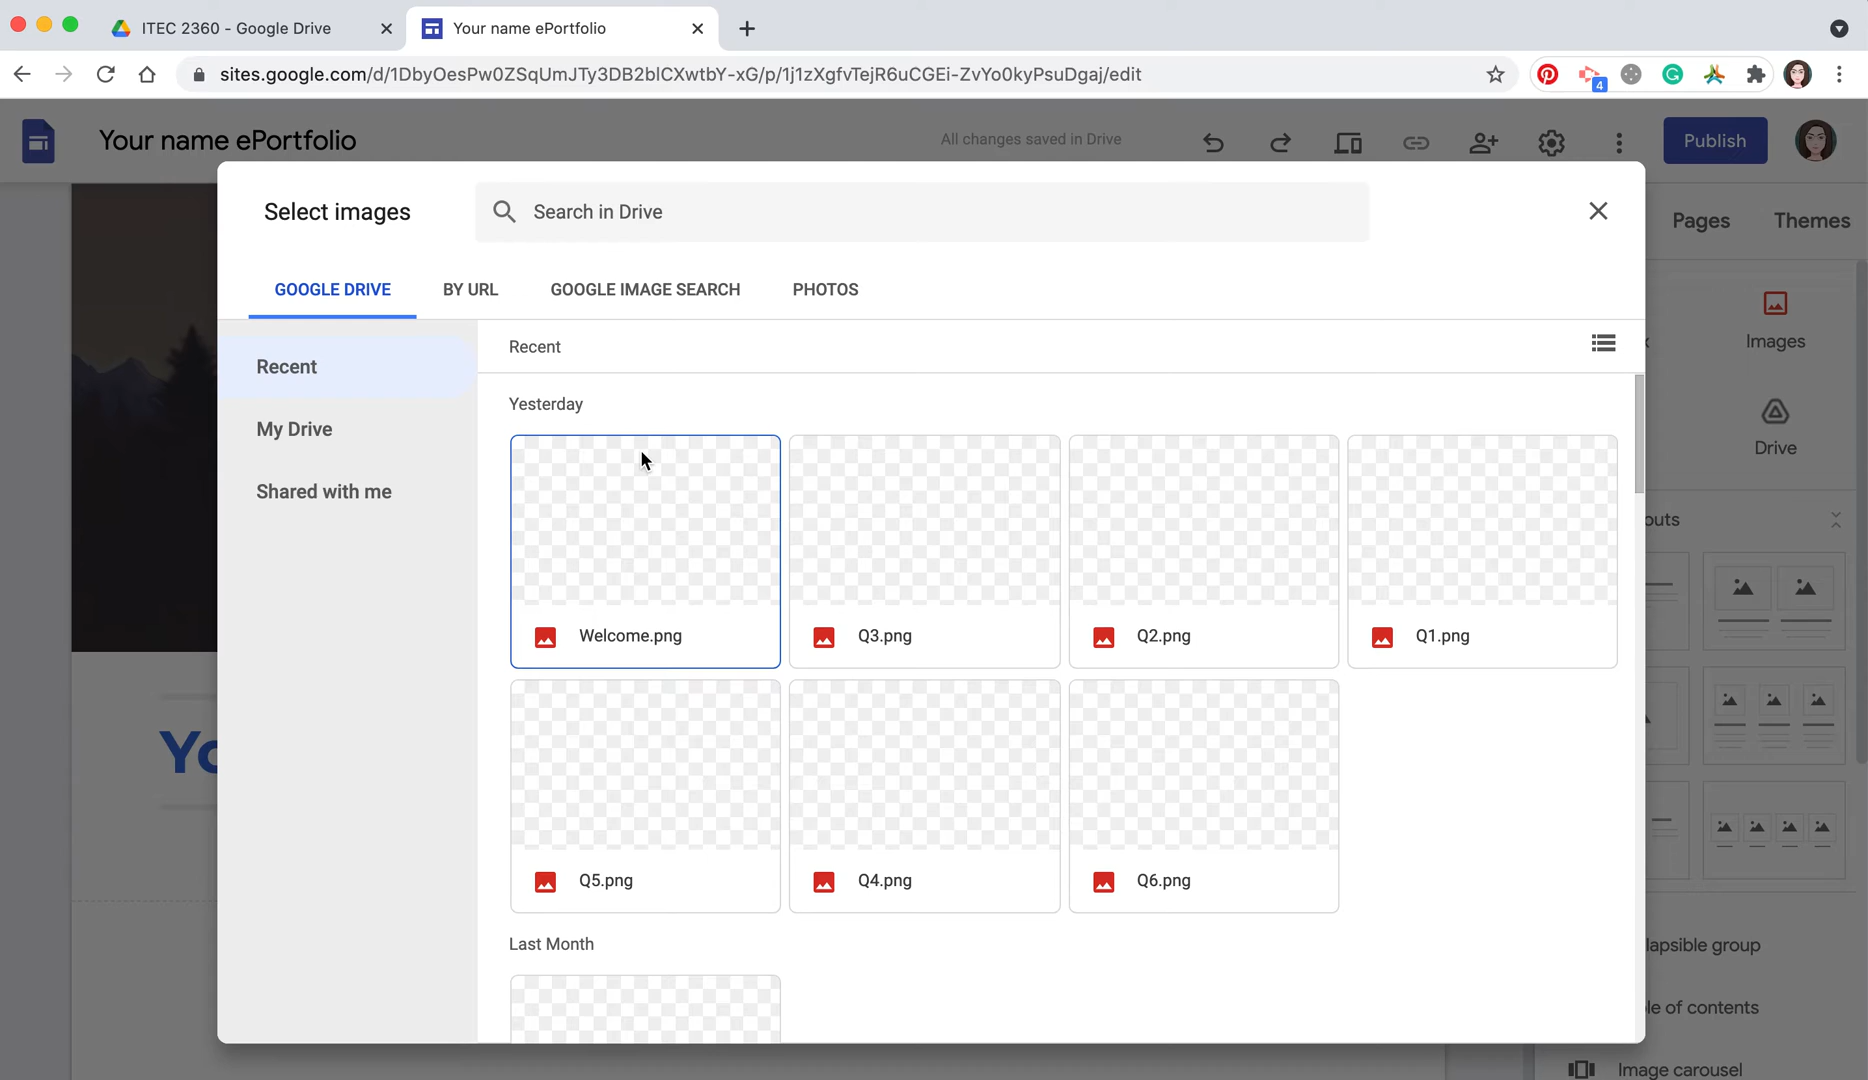 ITEC 2360 - Google Drive
Your name ePortfolio
sites.google.com/d/1DbyOesPw0ZSqUmJTy3DB2blCXwtbY-xG/p/1j1zXgfvTejR6uCGEi-ZvYo0kyPsuDgaj/edit
4
Your name ePortfolio
All changes saved in Drive
Publish
Select images
Search in Drive
Pages
Themes
GOOGLE DRIVE
BY URL
GOOGLE IMAGE SEARCH
PHOTOS
Recent
My Drive
Shared with me
Recent
Yesterday
Welcome.png
Q3.png
Q2.png
Q1.png
Q5.png
Q4.png
Q6.png
Last Month
Images
Drive
outs
lapsible group
le of contents
Image carousel
Yo